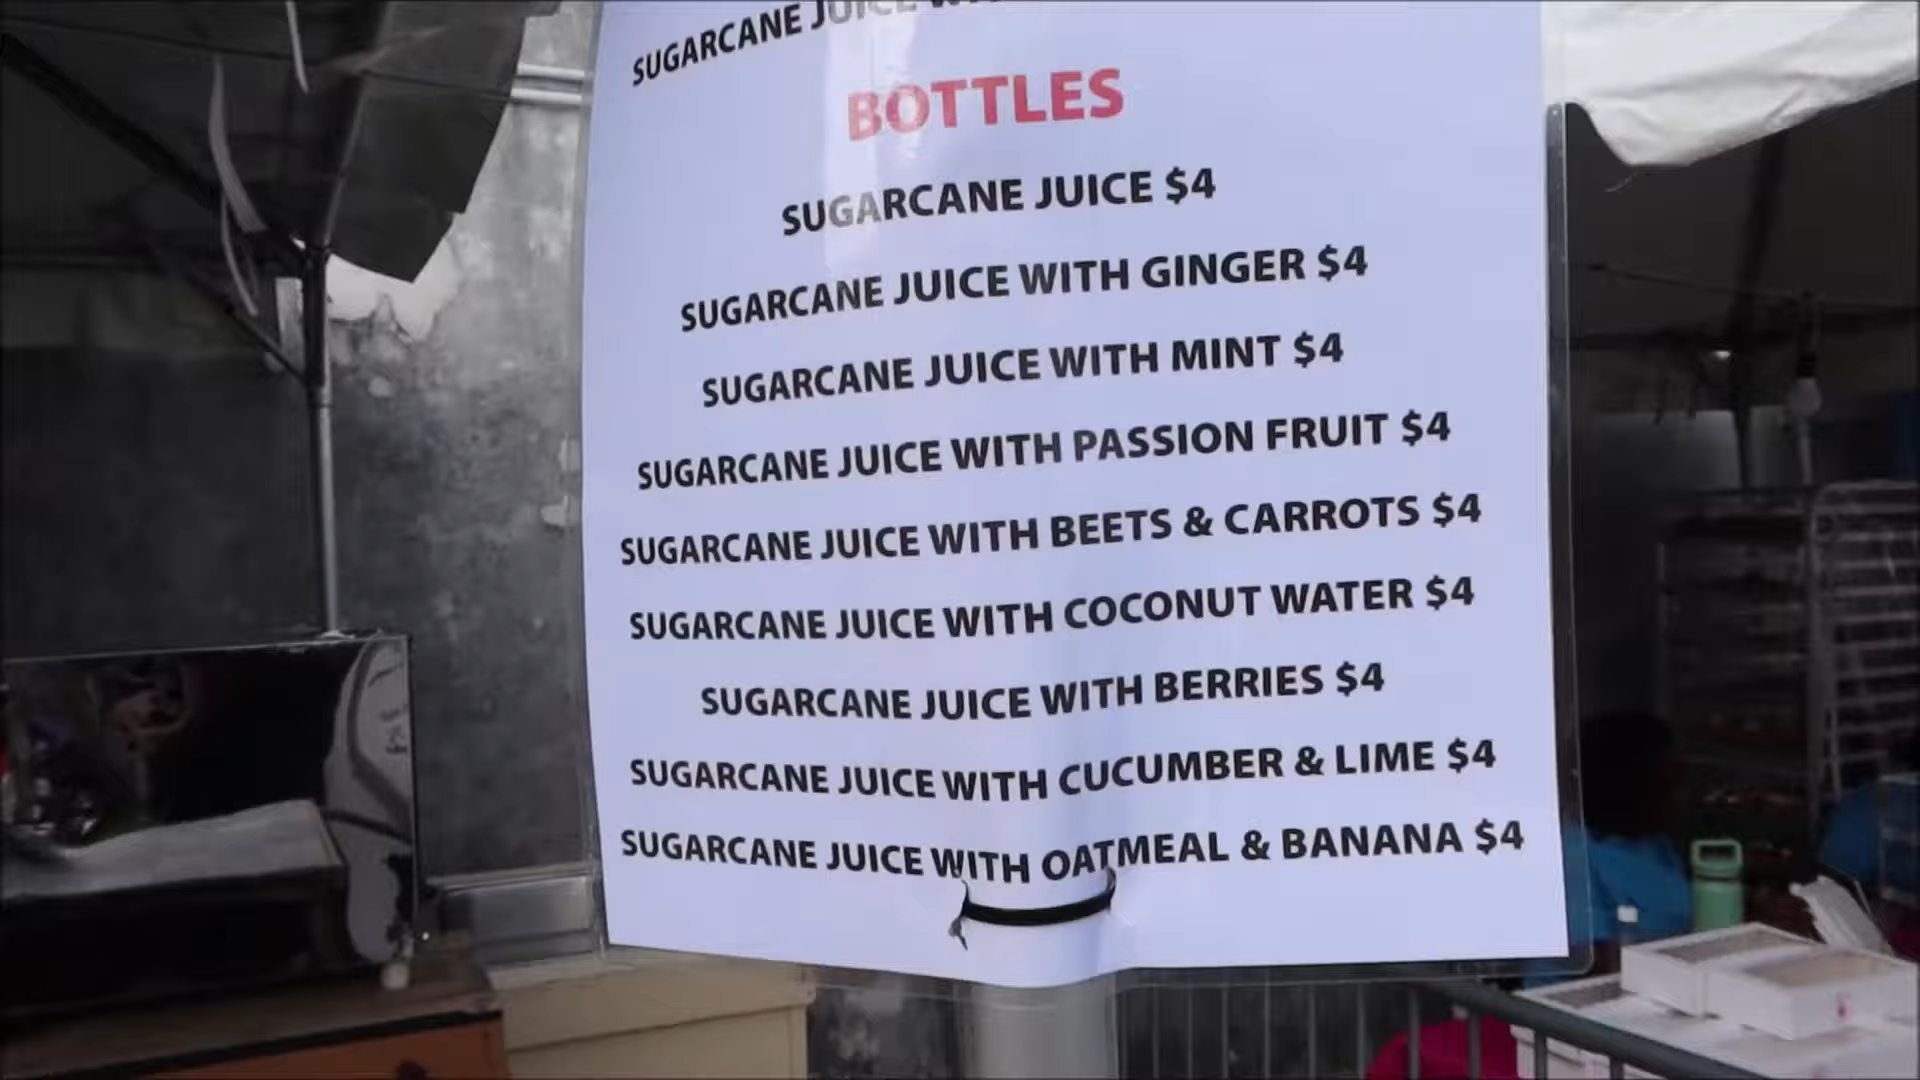 SUGARCANE JUICE
BOTTLES
SUGARCANE JUICE $4
SUGARCANE JUICE WITH GINGER $4
SUGARCANE JUICE WITH MINT $4
SUGARCANE JUICE WITH PASSION FRUIT $4
SUGARCANE JUICE WITH BEETS & CARROTS $4
SUGARCANE JUICE WITH COCONUT WATER $4
SUGARCANE JUICE WITH BERRIES $4
SUGARCANE JUICE WITH CUCUMBER & LIME $4
SUGARCANE JUICE WITH OATMEAL & BANANA $4